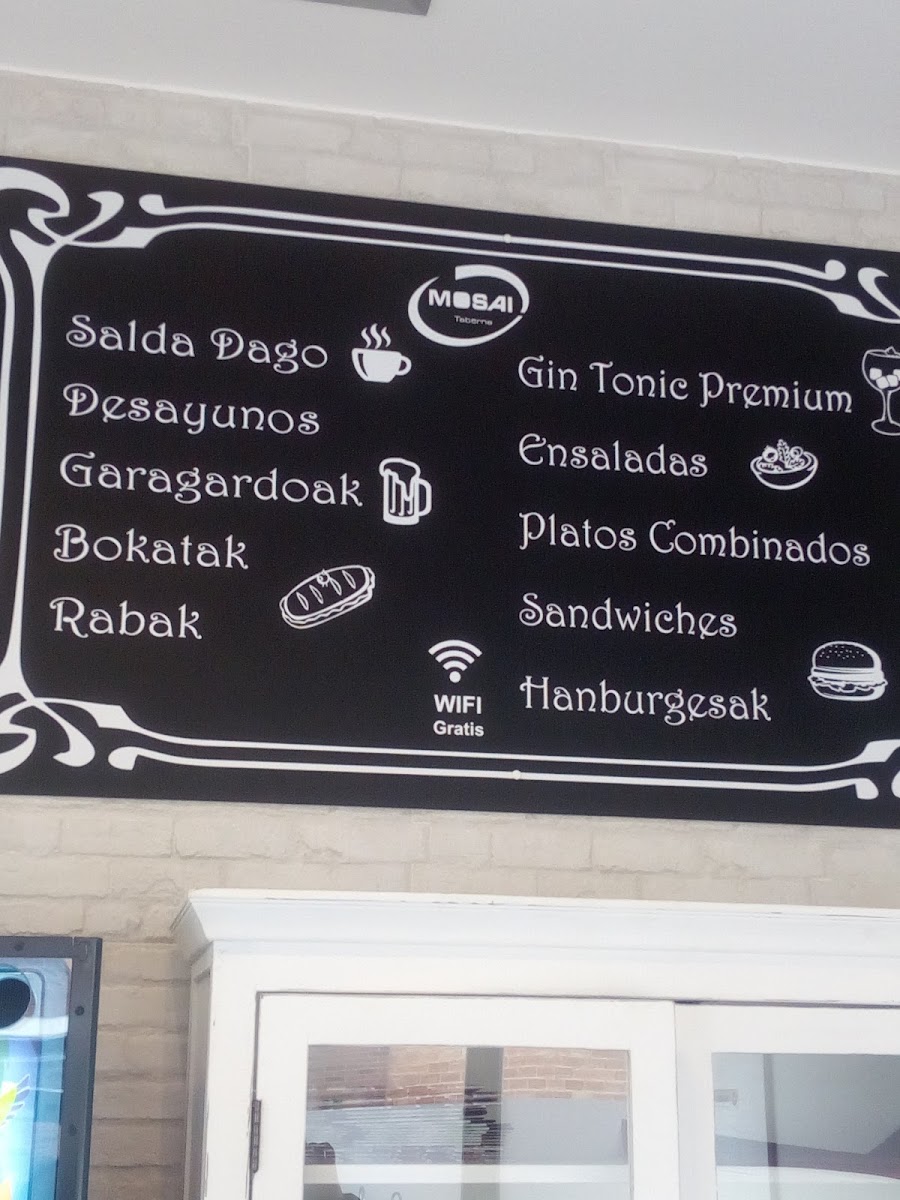 MOSAI
Taberna
Salda Dago
Desayunos
Garagardoak
Bokatak
Rabak
Gin Tonic Premium
Ensaladas
Platos Combinados
Sandwiches
Hanburgesak
WIFI
Gratis